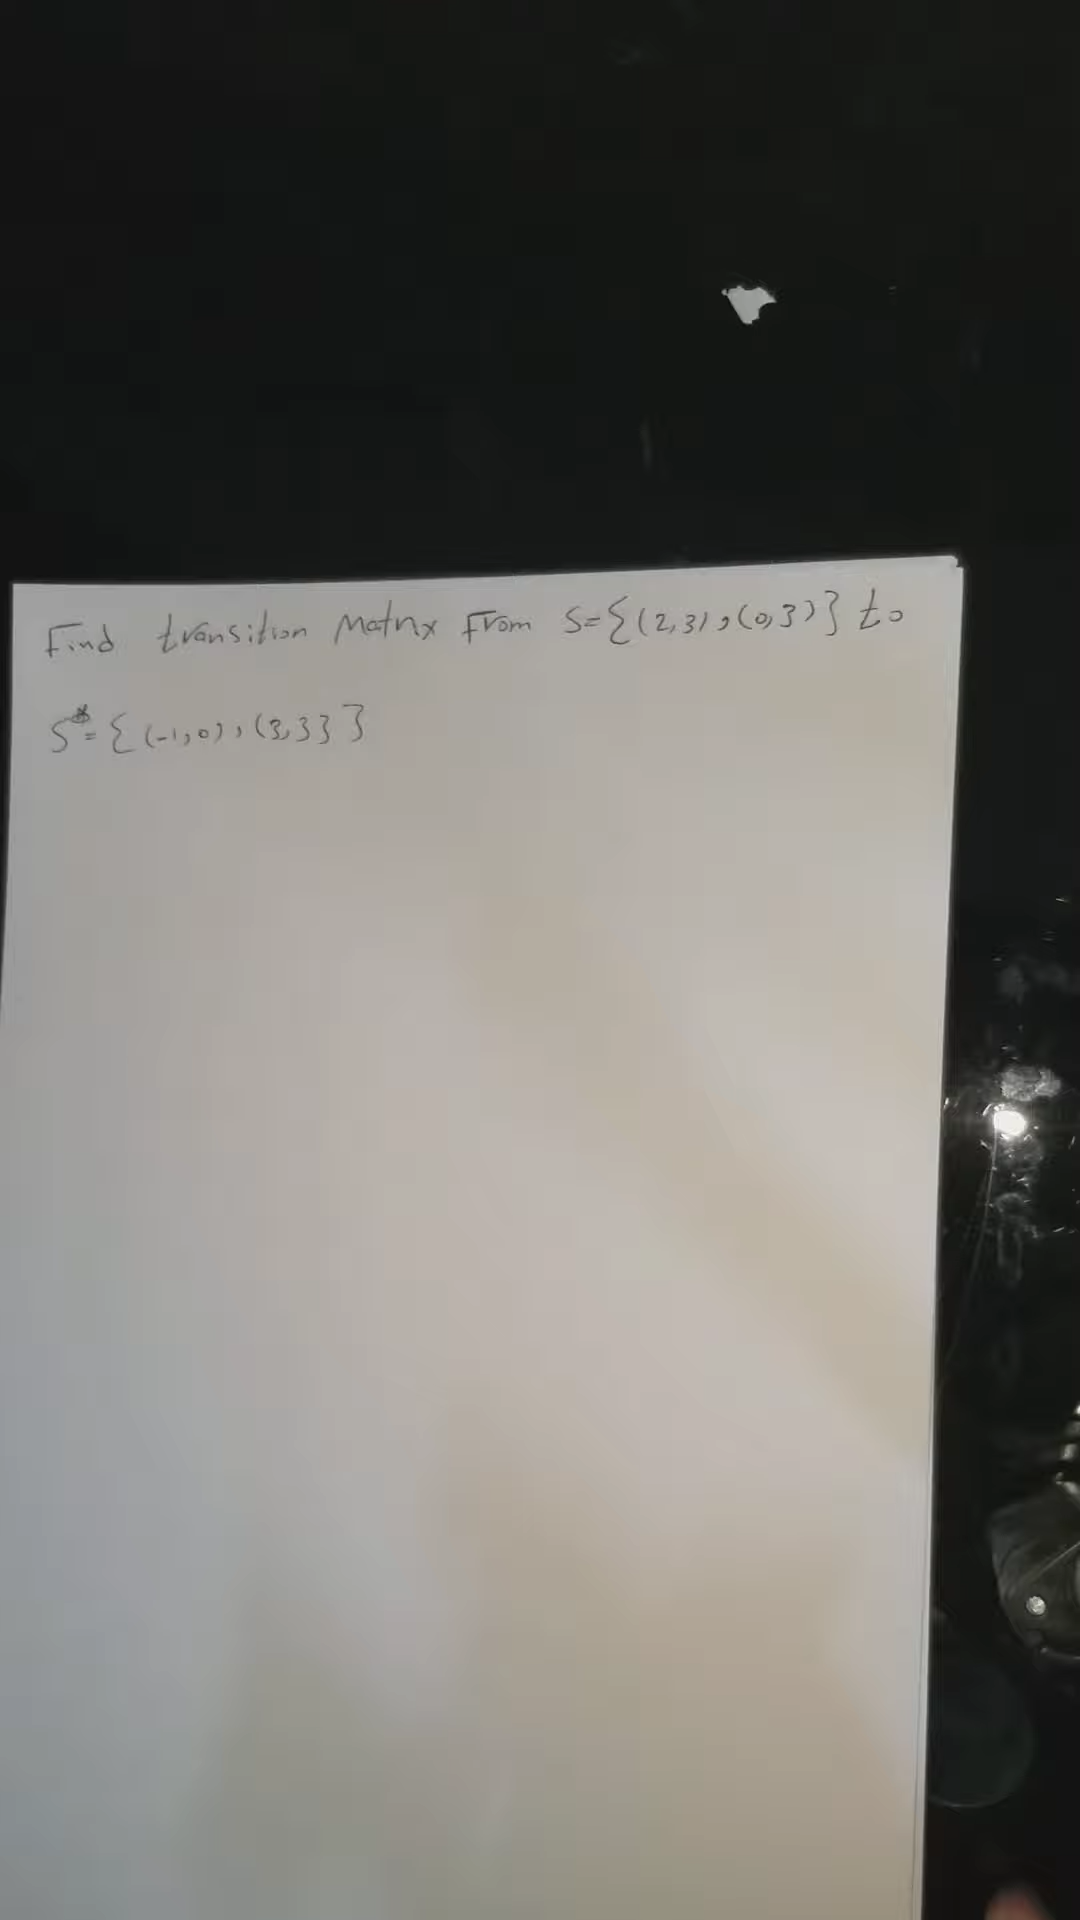 Find transition Matrix From S={(2,3),(0,3)} to
S*={(-1,0),(3,3}}